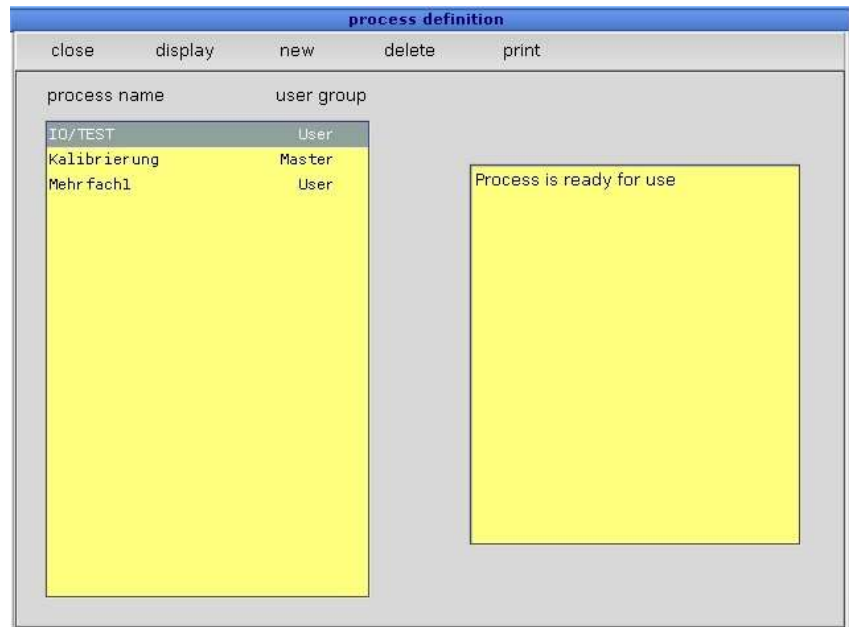 process definition
close display new delete print
process name user group
IO/TEST User
Kalibrierung Master
Mehrfach1 User
Process is ready for use